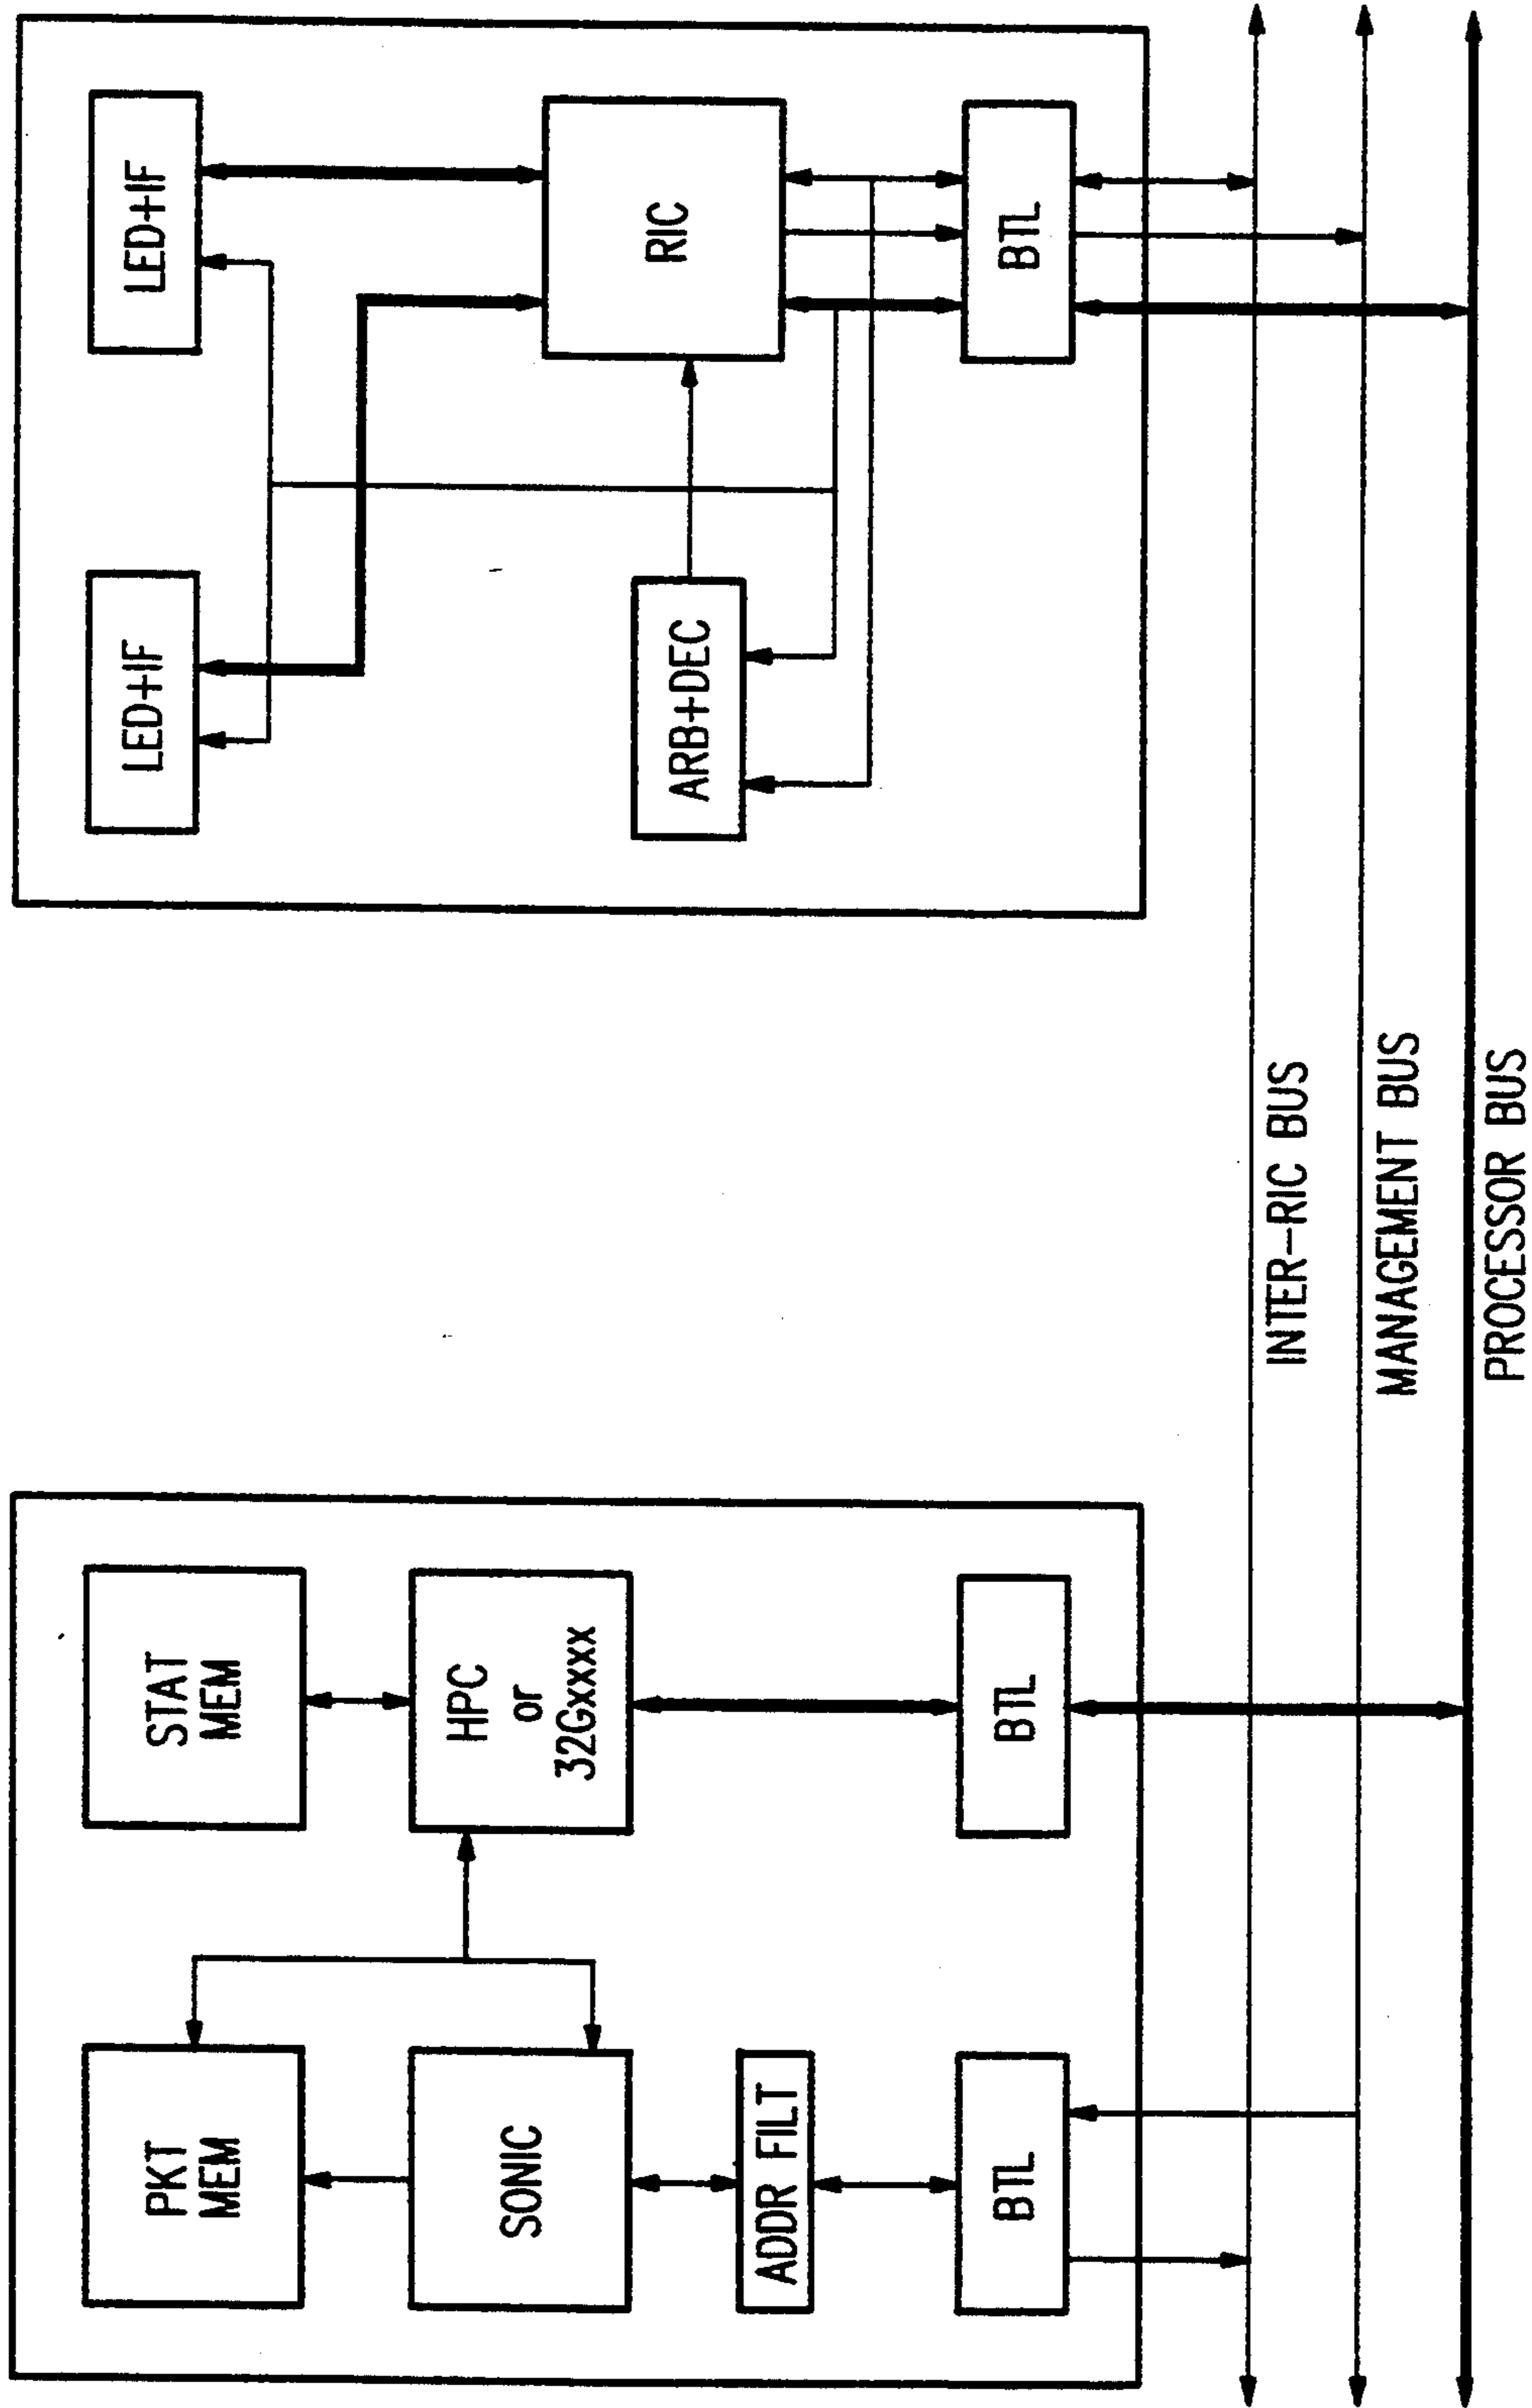 PKT
MEM
STAT
MEM
SONIC
HPC
or
32Gxxx
ADDR FILT
BTL
BTL
LED+IF
LED+IF
ARB+DEC
RIC
BTL
INTER-RIC BUS
MANAGEMENT BUS
PROCESSOR BUS